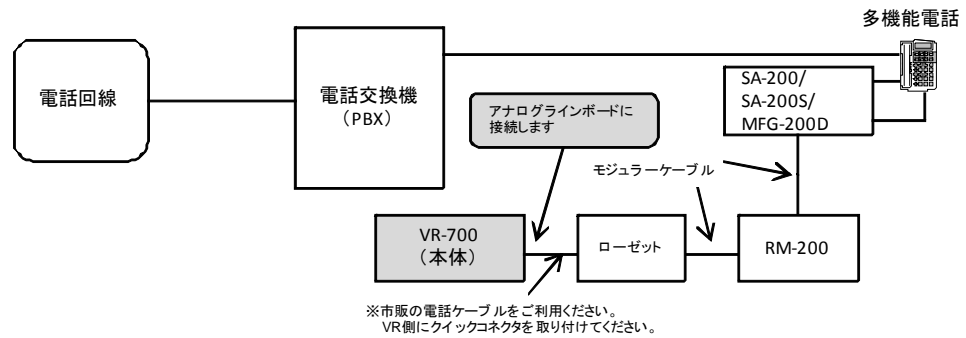 多機能電話
電話回線
電話交換機
（PBX）
SA-200/
SA-200S/
MFG-200D
アナログラインボードに
接続します
モジュラーケーブル
VR-700
（本体）
ローゼット
RM-200
※市販の電話ケーブルをご利用ください。
VR側にクイックコネクタを取り付けてください。